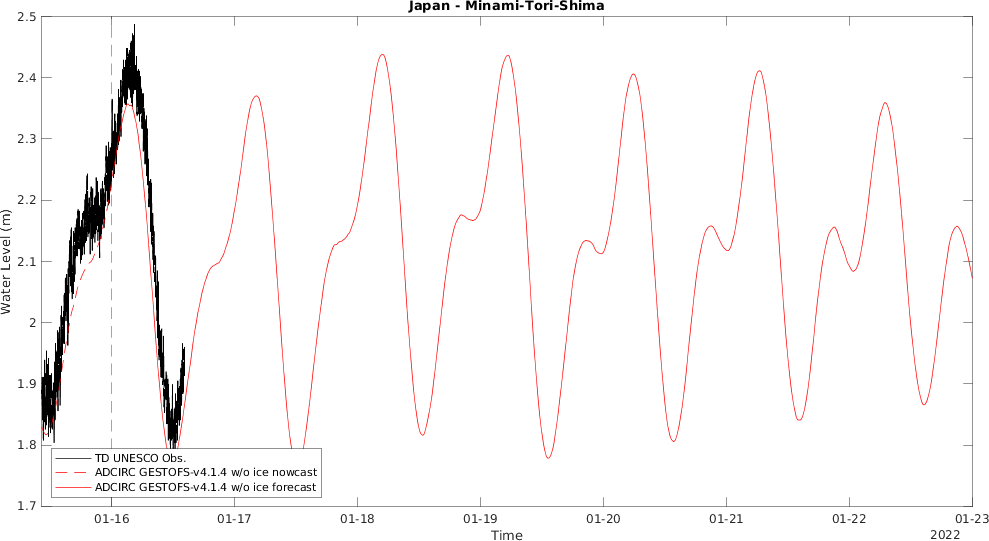 Japan - Minami-Tori-Shima
Water Level (m)
2.5
2.4
2.3
2.2
2.1
2
1.9
1.8
1.7
TD UNESCO Obs.
ADCIRC GESTOFS-v4.1.4 w/o ice nowcast
ADCIRC GESTOFS-v4.1.4 w/o ice forecast
01-16 01-17 01-18 01-19 01-20 01-21 01-22 01-23
Time
2022